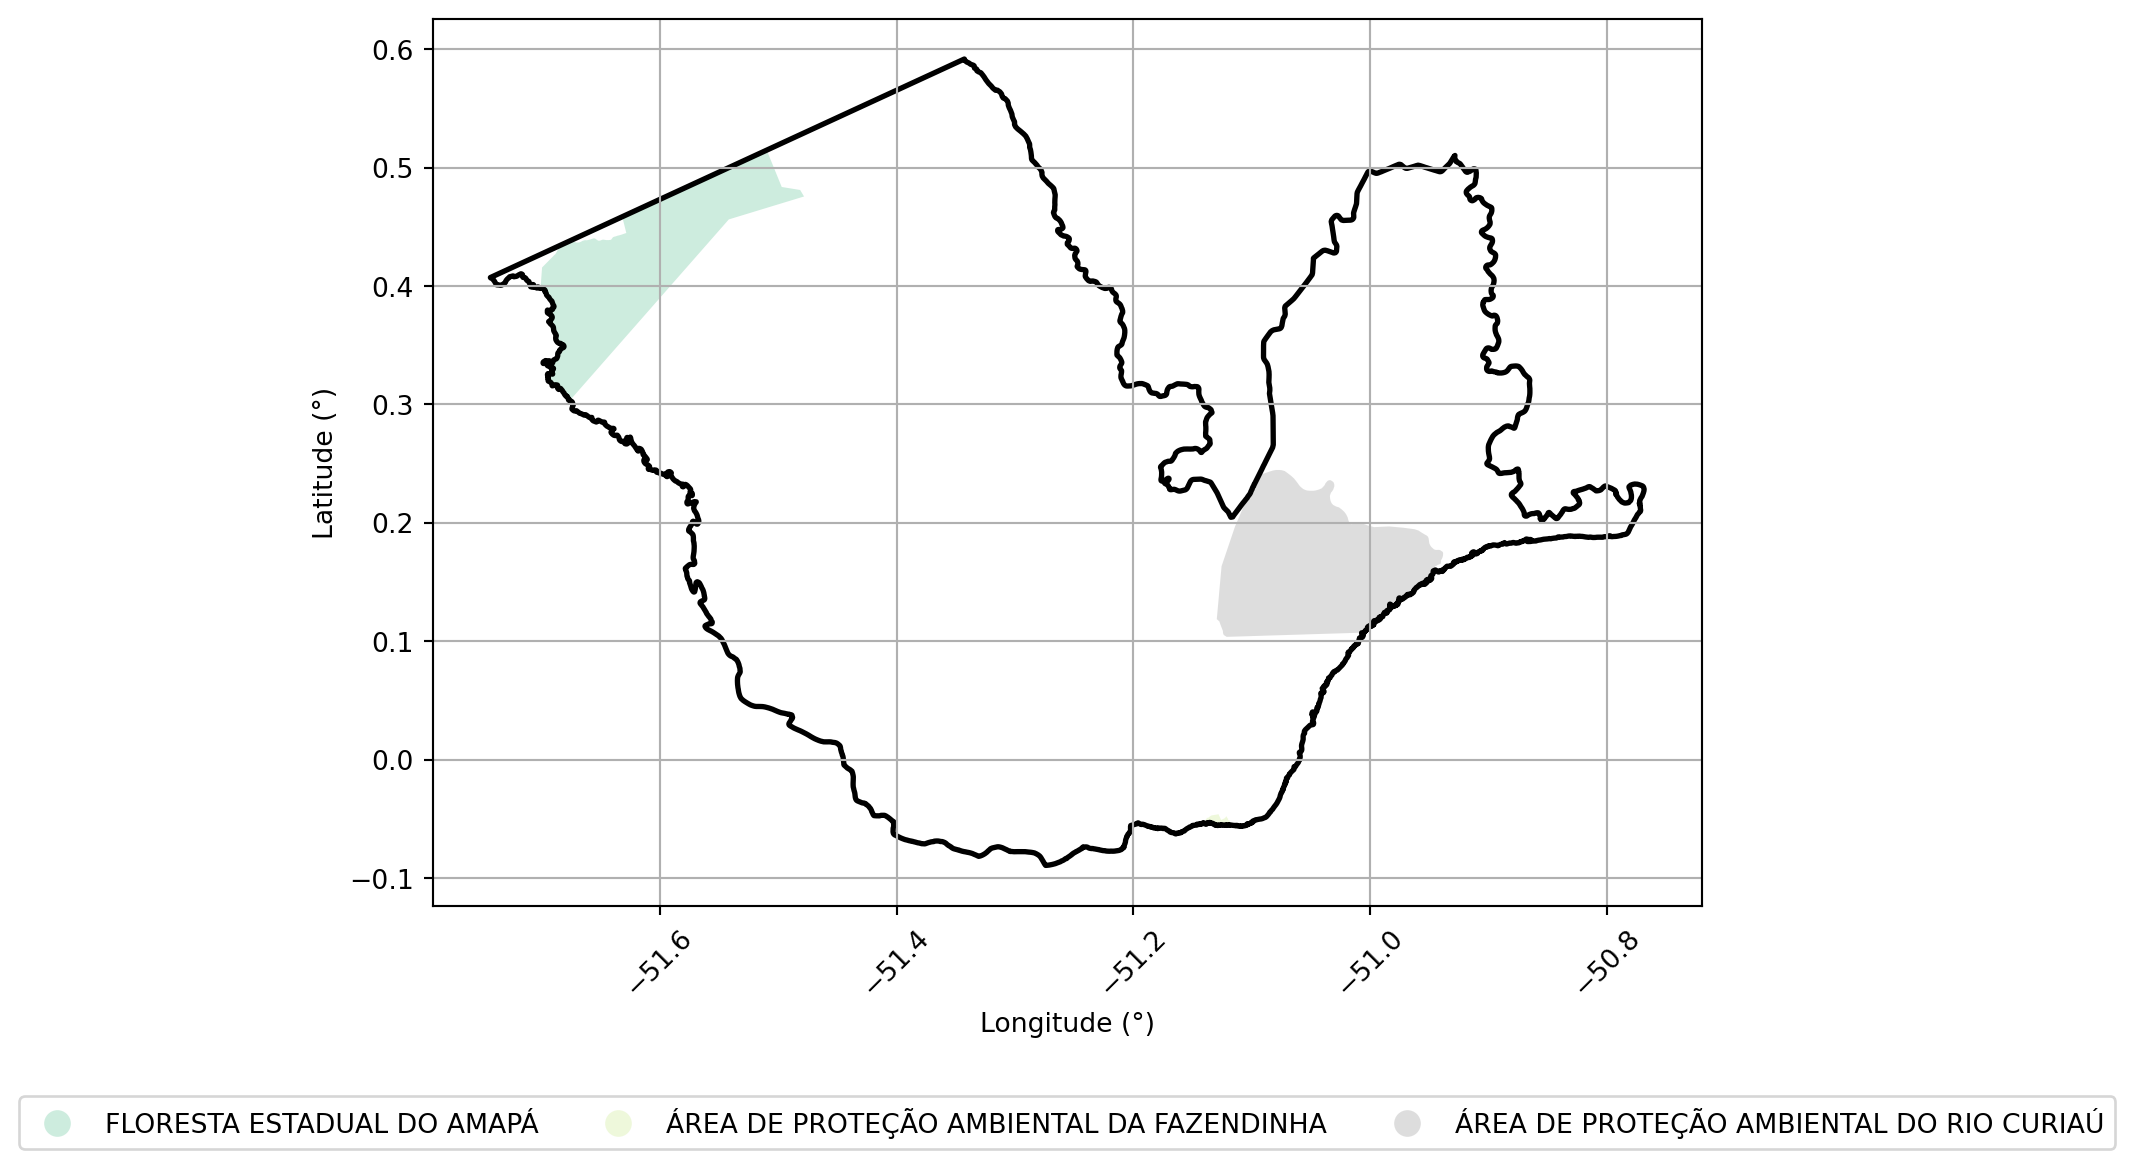 0.6
0.5
0.4
0.3
0.2
0.1
0.0
−0.1
Latitude (°)
−51.6
−51.4
−51.2
−51.0
−50.8
Longitude (°)
FLORESTA ESTADUAL DO AMAPÁ
ÁREA DE PROTEÇÃO AMBIENTAL DA FAZENDINHA
ÁREA DE PROTEÇÃO AMBIENTAL DO RIO CURIAÚ